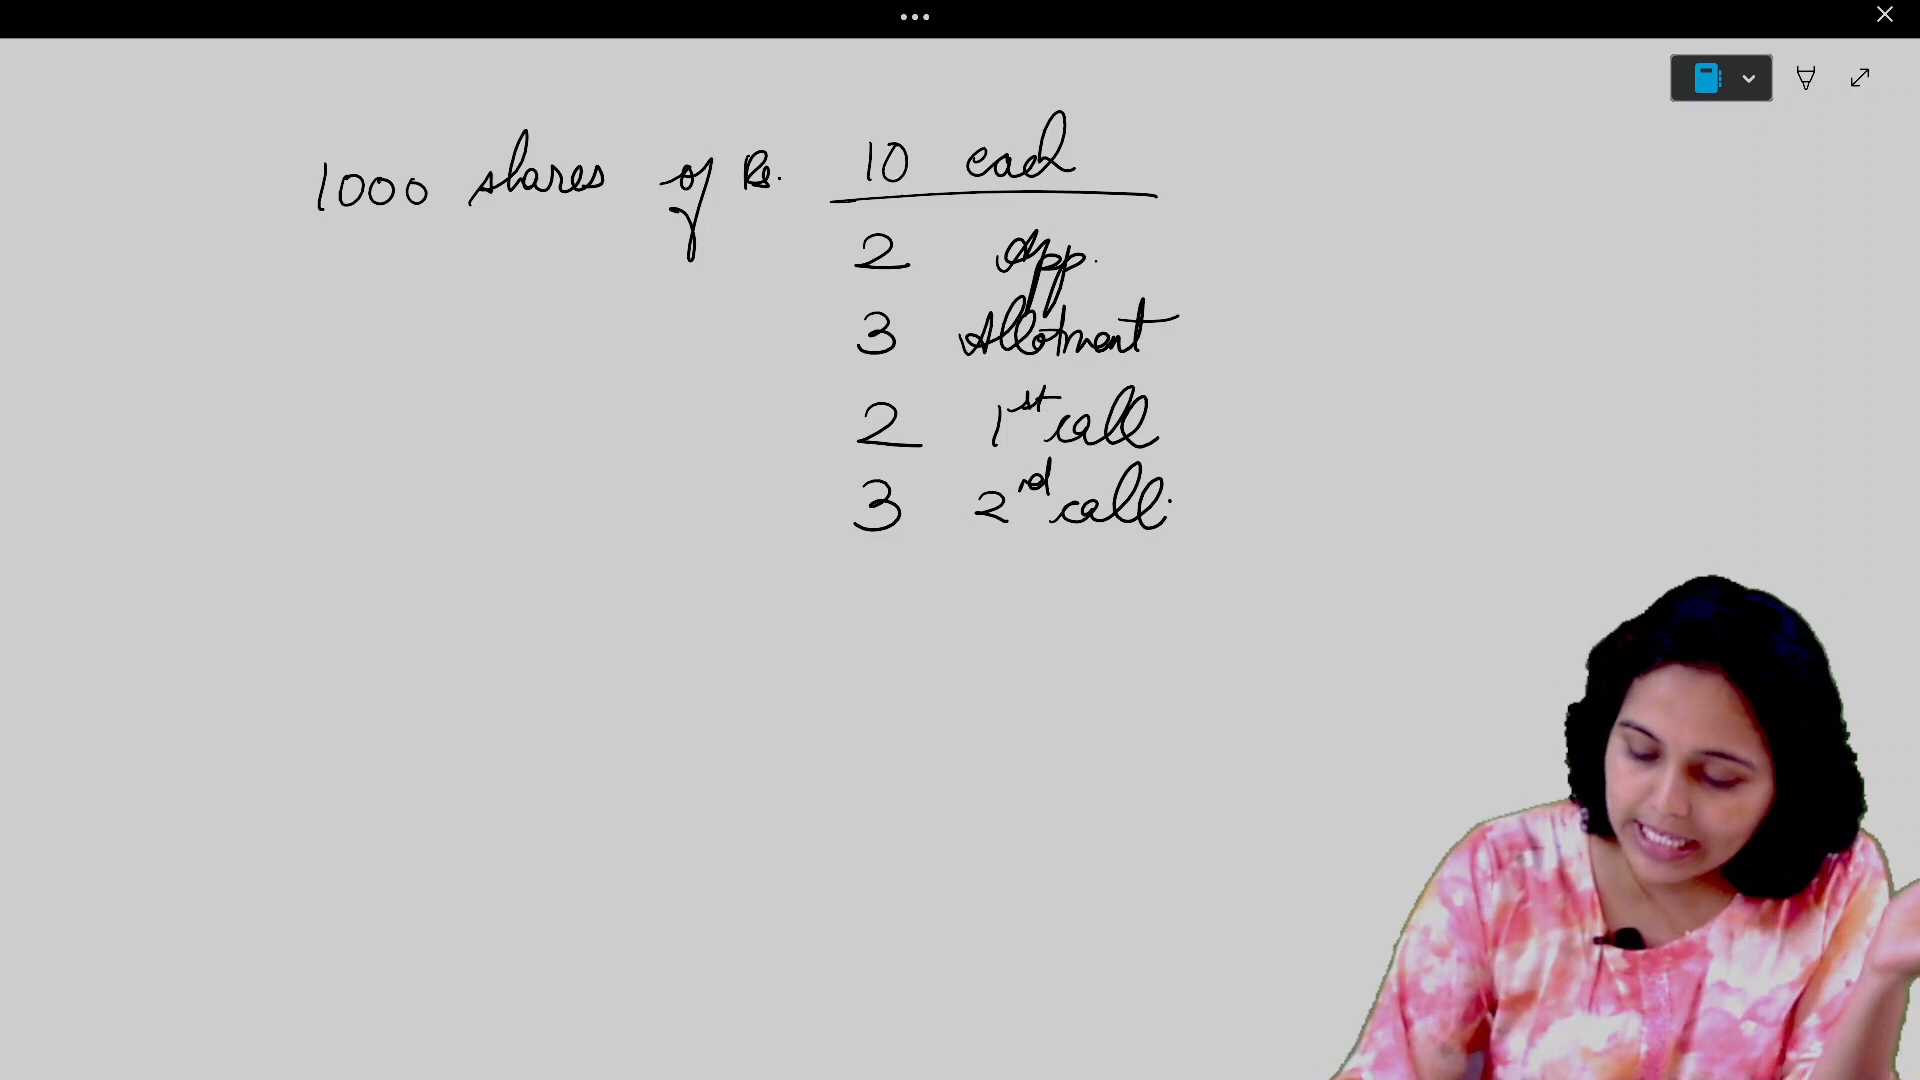 1000 shares of Rs. 10 each
2 App.
3 Allotment
2 1st call
3 2nd call.